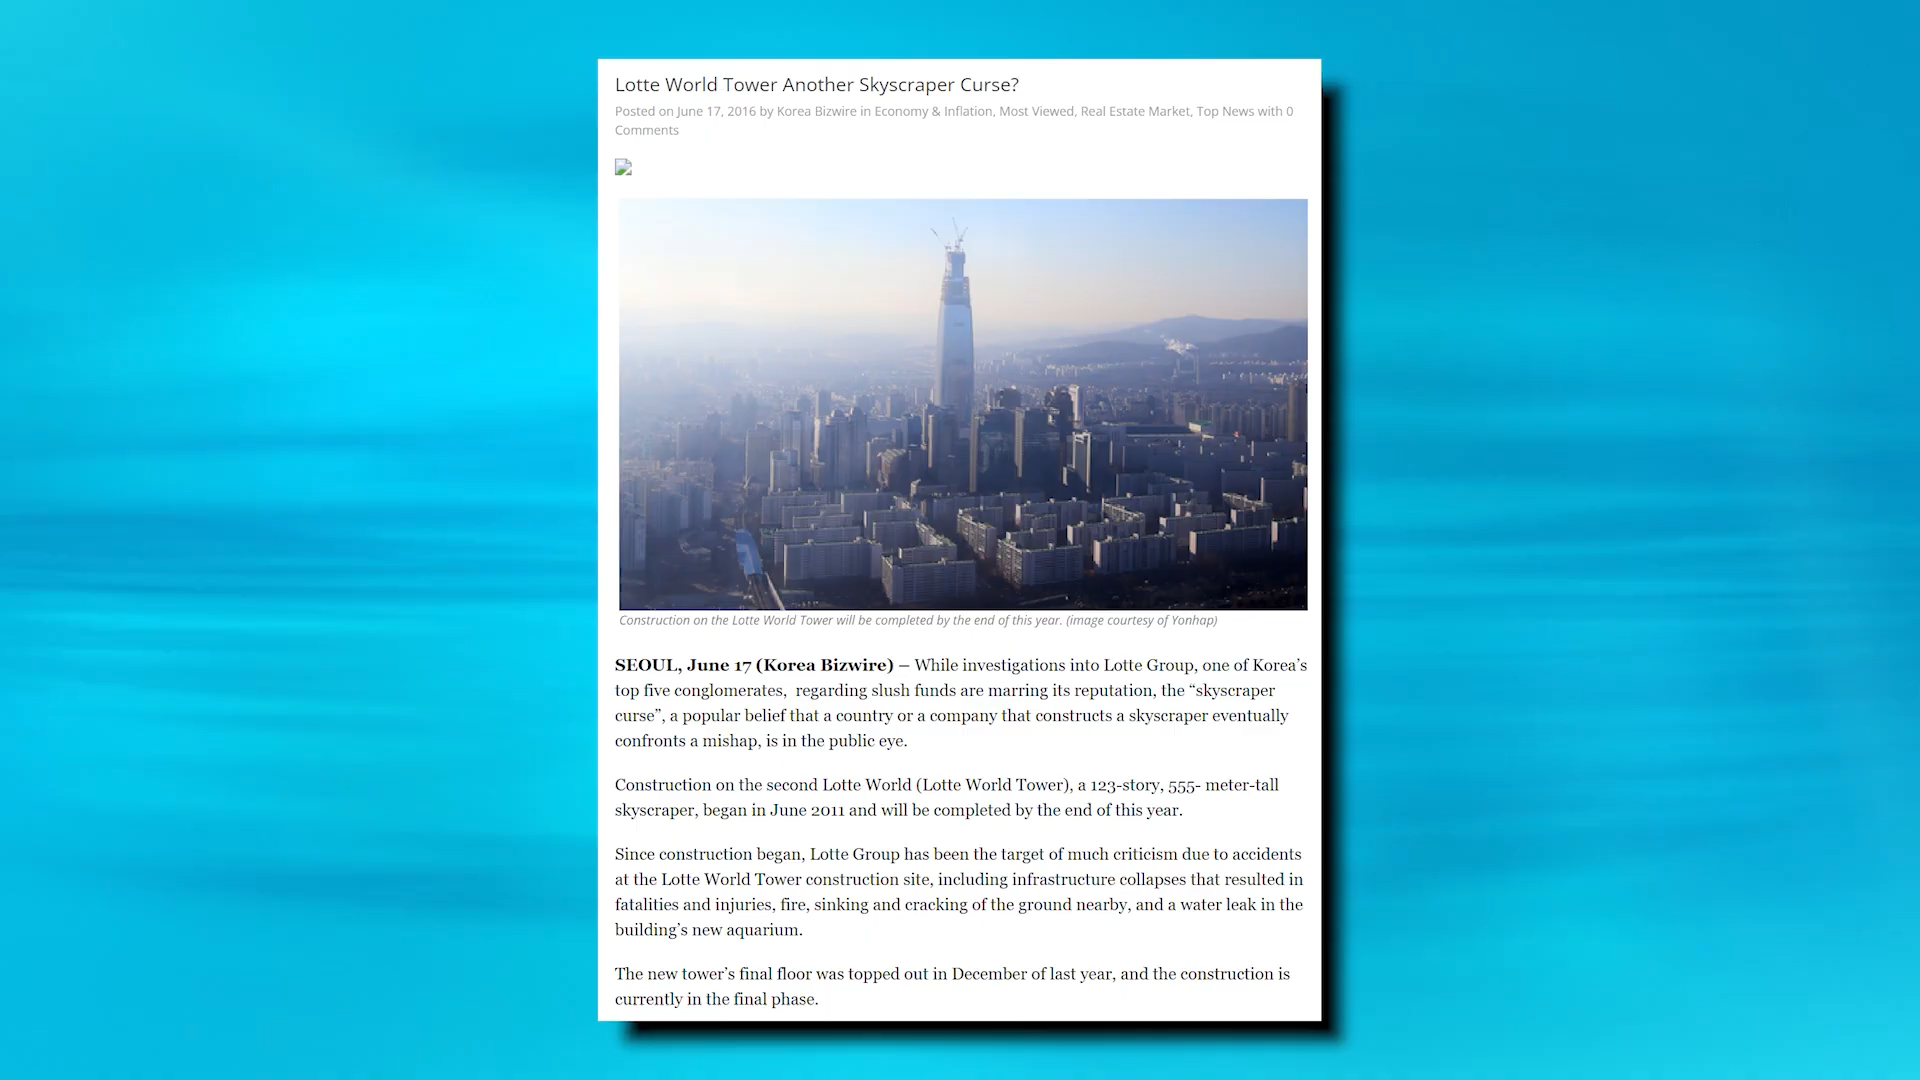 Lotte World Tower Another Skyscraper Curse?
Posted on June 17, 2016 by Korea Bizwire in Economy & Inflation, Most Viewed, Real Estate Market, Top News with 0
Comments
Construction on the Lotte World Tower will be completed by the end of this year. (image courtesy of Yonhap)
SEOUL, June 17 (Korea Bizwire) – While investigations into Lotte Group, one of Korea’s
top five conglomerates,  regarding slush funds are marring its reputation, the “skyscraper
curse”, a popular belief that a country or a company that constructs a skyscraper eventually
confronts a mishap, is in the public eye.
Construction on the second Lotte World (Lotte World Tower), a 123-story, 555- meter-tall
skyscraper, began in June 2011 and will be completed by the end of this year.
Since construction began, Lotte Group has been the target of much criticism due to accidents
at the Lotte World Tower construction site, including infrastructure collapses that resulted in
fatalities and injuries, fire, sinking and cracking of the ground nearby, and a water leak in the
building’s new aquarium.
The new tower’s final floor was topped out in December of last year, and the construction is
currently in the final phase.